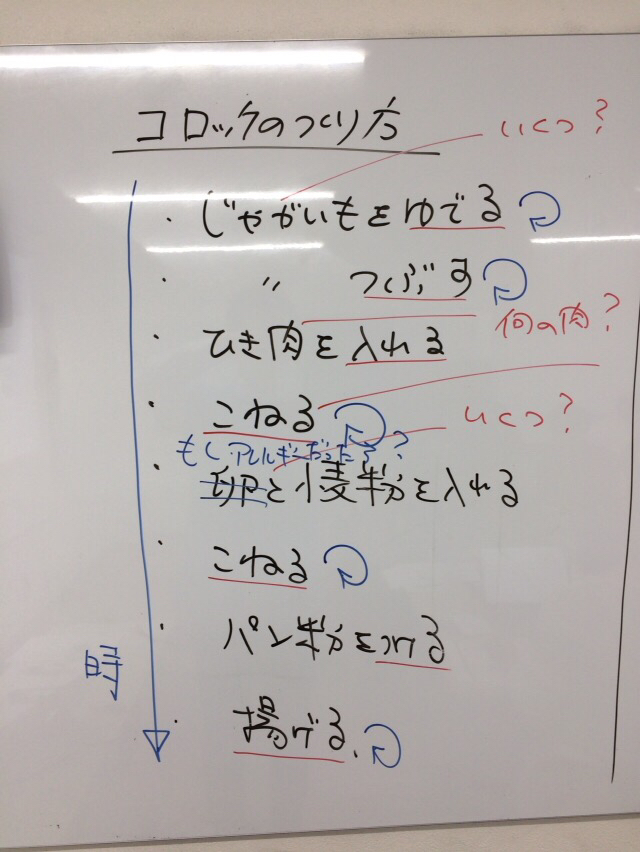 コロッケのつくり方
いくつ?
・じゃがいもをゆでる
・〃 つぶす
・ひき肉を入れる
何の肉?
・こねる
いくつ?
もしアレルギーだったら?
・卵と小麦粉を入れる
・こねる
・パン粉をつける
・揚げる.
時